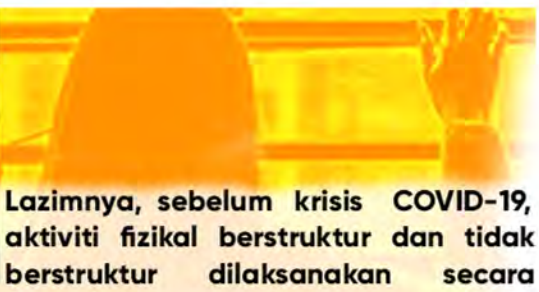 Lazimnya, sebelum krisis COVID-19,
aktiviti fizikal berstruktur dan tidak
berstruktur dilaksanakan secara